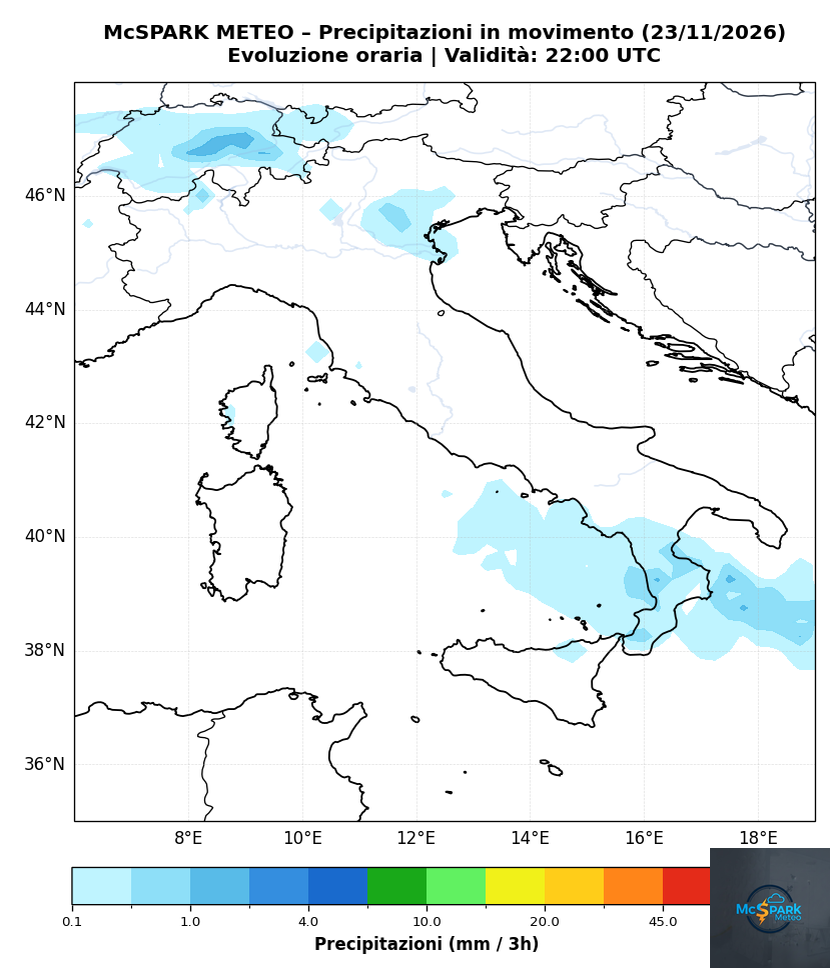 McSPARK METEO – Precipitazioni in movimento (23/11/2026)
Evoluzione oraria | Validità: 22:00 UTC
46°N
44°N
42°N
40°N
38°N
36°N
8°E 10°E 12°E 14°E 16°E 18°E
0.1 1.0 4.0 10.0 20.0 45.0
Precipitazioni (mm / 3h)
McSPARK
Meteo